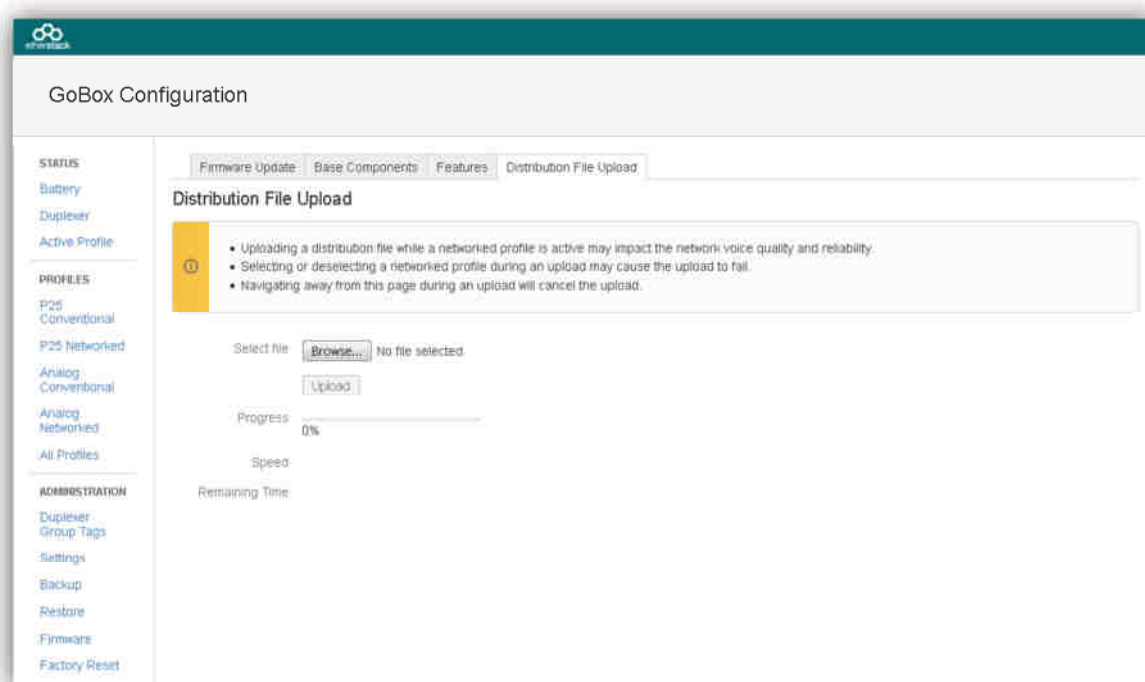 etherstack
GoBox Configuration
STATUS
Battery
Duplexer
Active Profile
PROFILES
P25
Conventional
P25 Networked
Analog
Conventional
Analog
Networked
All Profiles
ADMINISTRATION
Duplexer
Group Tags
Settings
Backup
Restore
Firmware
Factory Reset
Firmware Update Base Components Features Distribution File Upload
Distribution File Upload
• Uploading a distribution file while a networked profile is active may impact the network voice quality and reliability.
• Selecting or deselecting a networked profile during an upload may cause the upload to fail.
• Navigating away from this page during an upload will cancel the upload.
Select file Browse... No file selected.
Upload
Progress
0%
Speed
Remaining Time